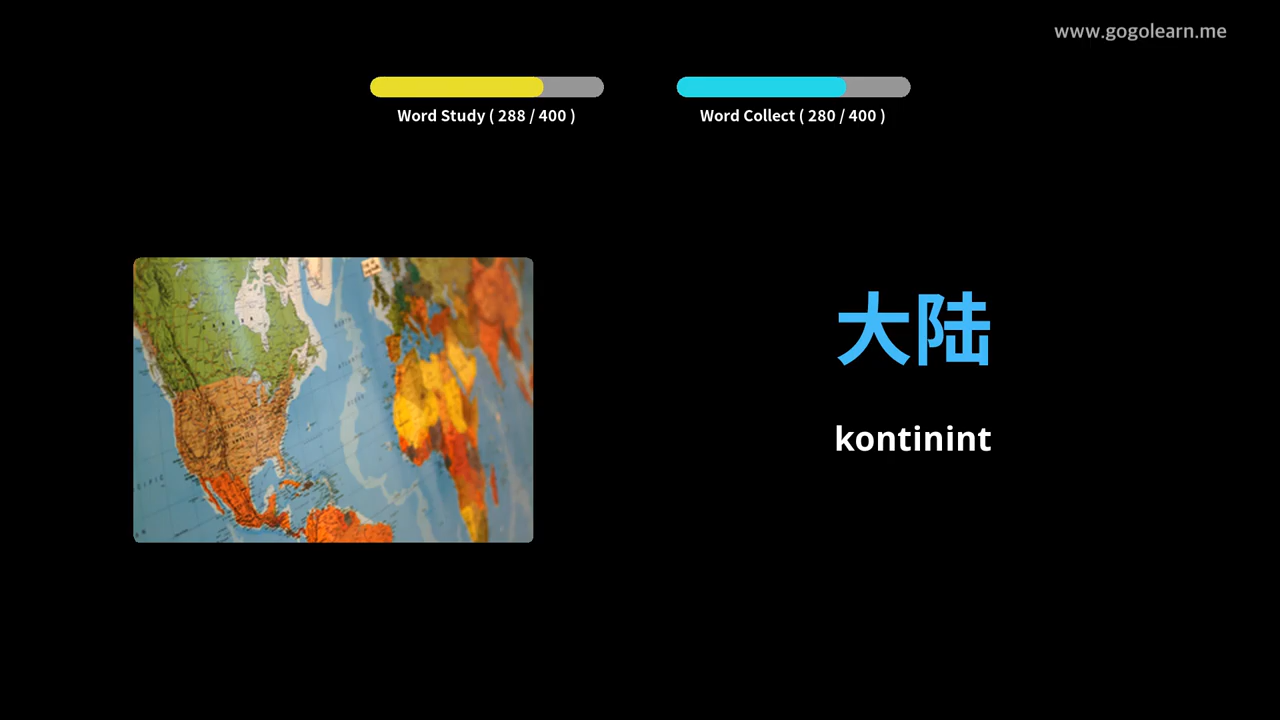 www.gogolearn.me
Word Study ( 288 / 400 )
Word Collect ( 280 / 400 )
大陆
kontinint